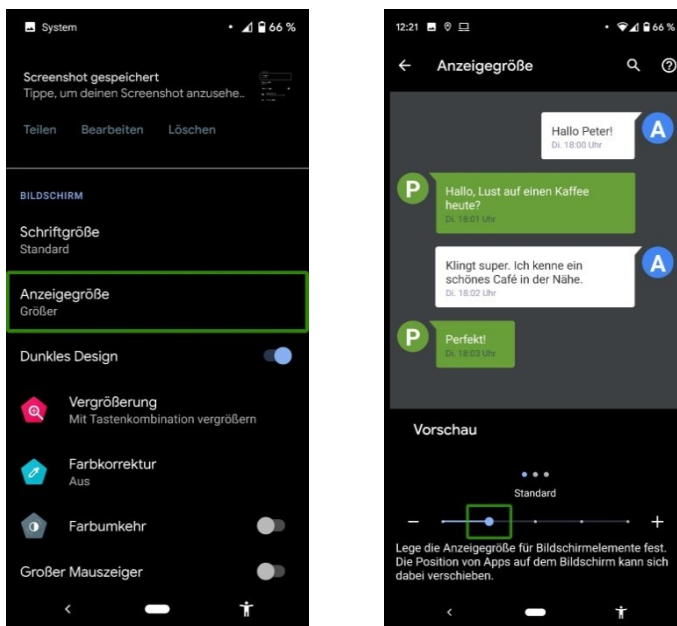 System
66 %
Screenshot gespeichert
Tippe, um deinen Screenshot anzusehe..
Teilen Bearbeiten Löschen
BILDSCHIRM
Schriftgröße
Standard
Anzeigegröße
Größer
Dunkles Design
Vergrößerung
Mit Tastenkombination vergrößern
Farbkorrektur
Aus
Farbumkehr
Großer Mauszeiger
12:21
66 %
Anzeigegröße
Hallo Peter!
Di. 18:00 Uhr
A
P
Hallo, Lust auf einen Kaffee
heute?
Di. 18:01 Uhr
Klingt super. Ich kenne ein
schönes Café in der Nähe.
Di. 18:02 Uhr
A
P
Perfekt!
Di. 18:03 Uhr
Vorschau
Standard
Lege die Anzeigegröße für Bildschirmelemente fest.
Die Position von Apps auf dem Bildschirm kann sich
dabei verschieben.